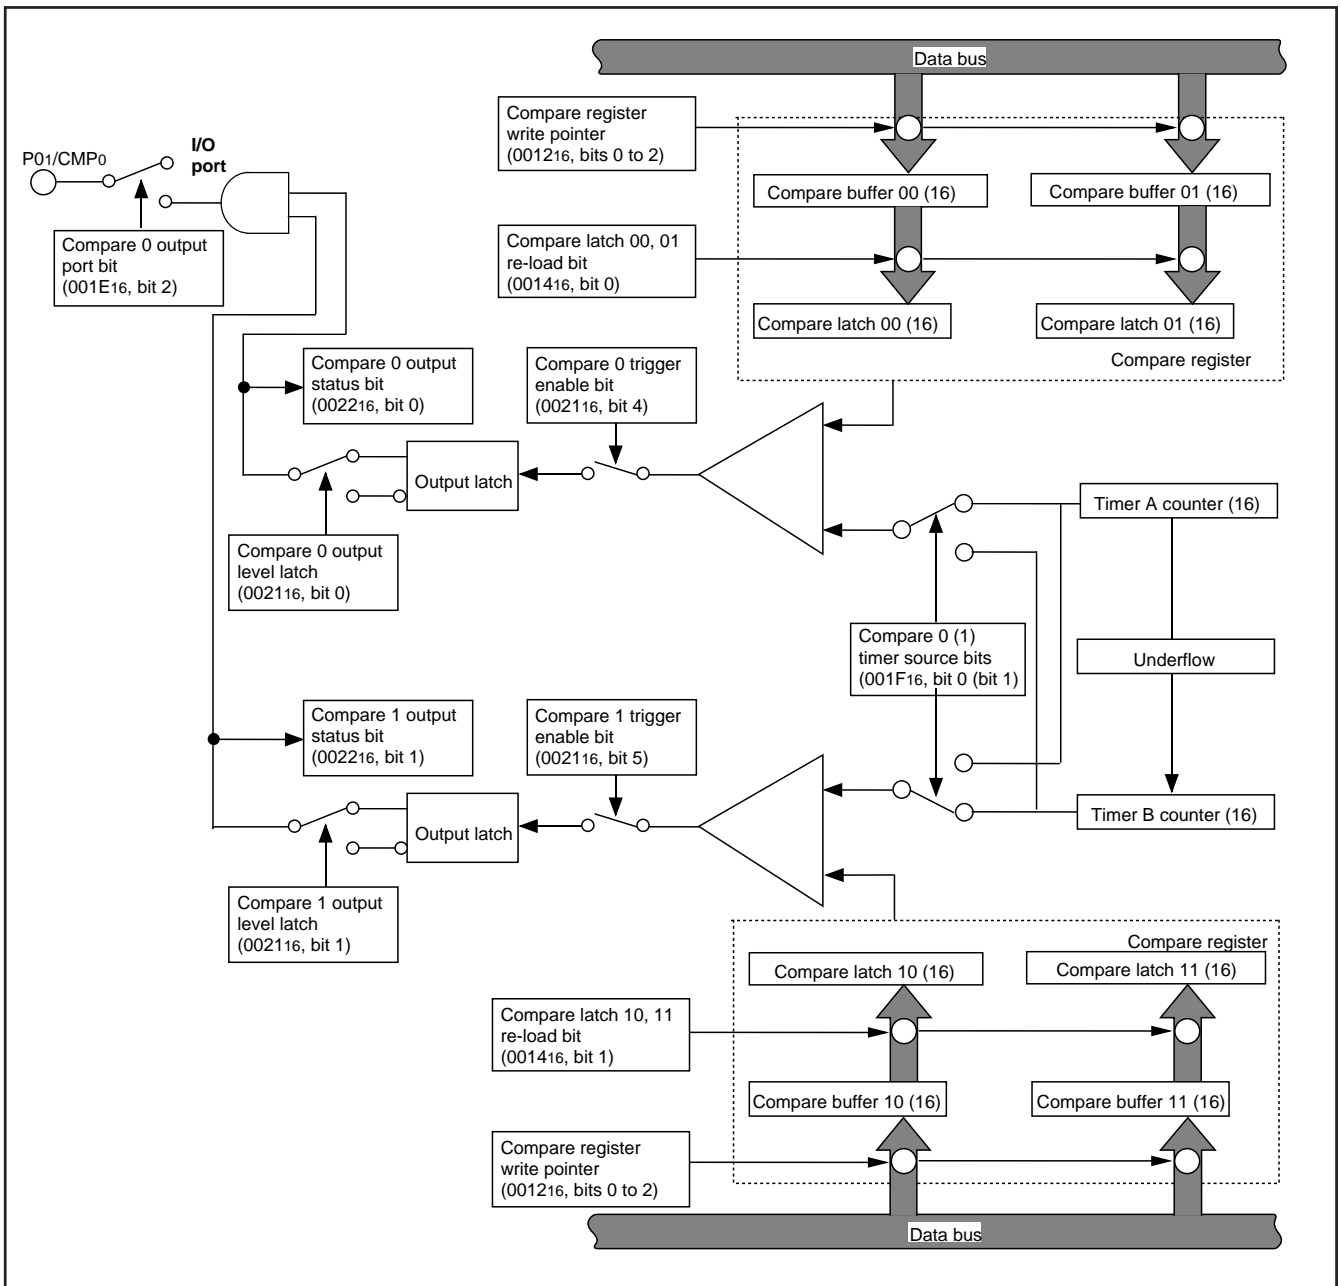 Data bus
Compare register
write pointer
(001216, bits 0 to 2)
I/O
port
P01/CMP0
Compare buffer 00 (16)
Compare buffer 01 (16)
Compare 0 output
port bit
(001E16, bit 2)
Compare latch 00, 01
re-load bit
(001416, bit 0)
Compare latch 00 (16)
Compare latch 01 (16)
Compare register
Compare 0 output
status bit
(002216, bit 0)
Compare 0 trigger
enable bit
(002116, bit 4)
Output latch
Timer A counter (16)
Compare 0 output
level latch
(002116, bit 0)
Compare 0 (1)
timer source bits
(001F16, bit 0 (bit 1)
Underflow
Compare 1 output
status bit
(002216, bit 1)
Compare 1 trigger
enable bit
(002116, bit 5)
Output latch
Timer B counter (16)
Compare 1 output
level latch
(002116, bit 1)
Compare register
Compare latch 10 (16)
Compare latch 11 (16)
Compare latch 10, 11
re-load bit
(001416, bit 1)
Compare buffer 10 (16)
Compare buffer 11 (16)
Compare register
write pointer
(001216, bits 0 to 2)
Data bus